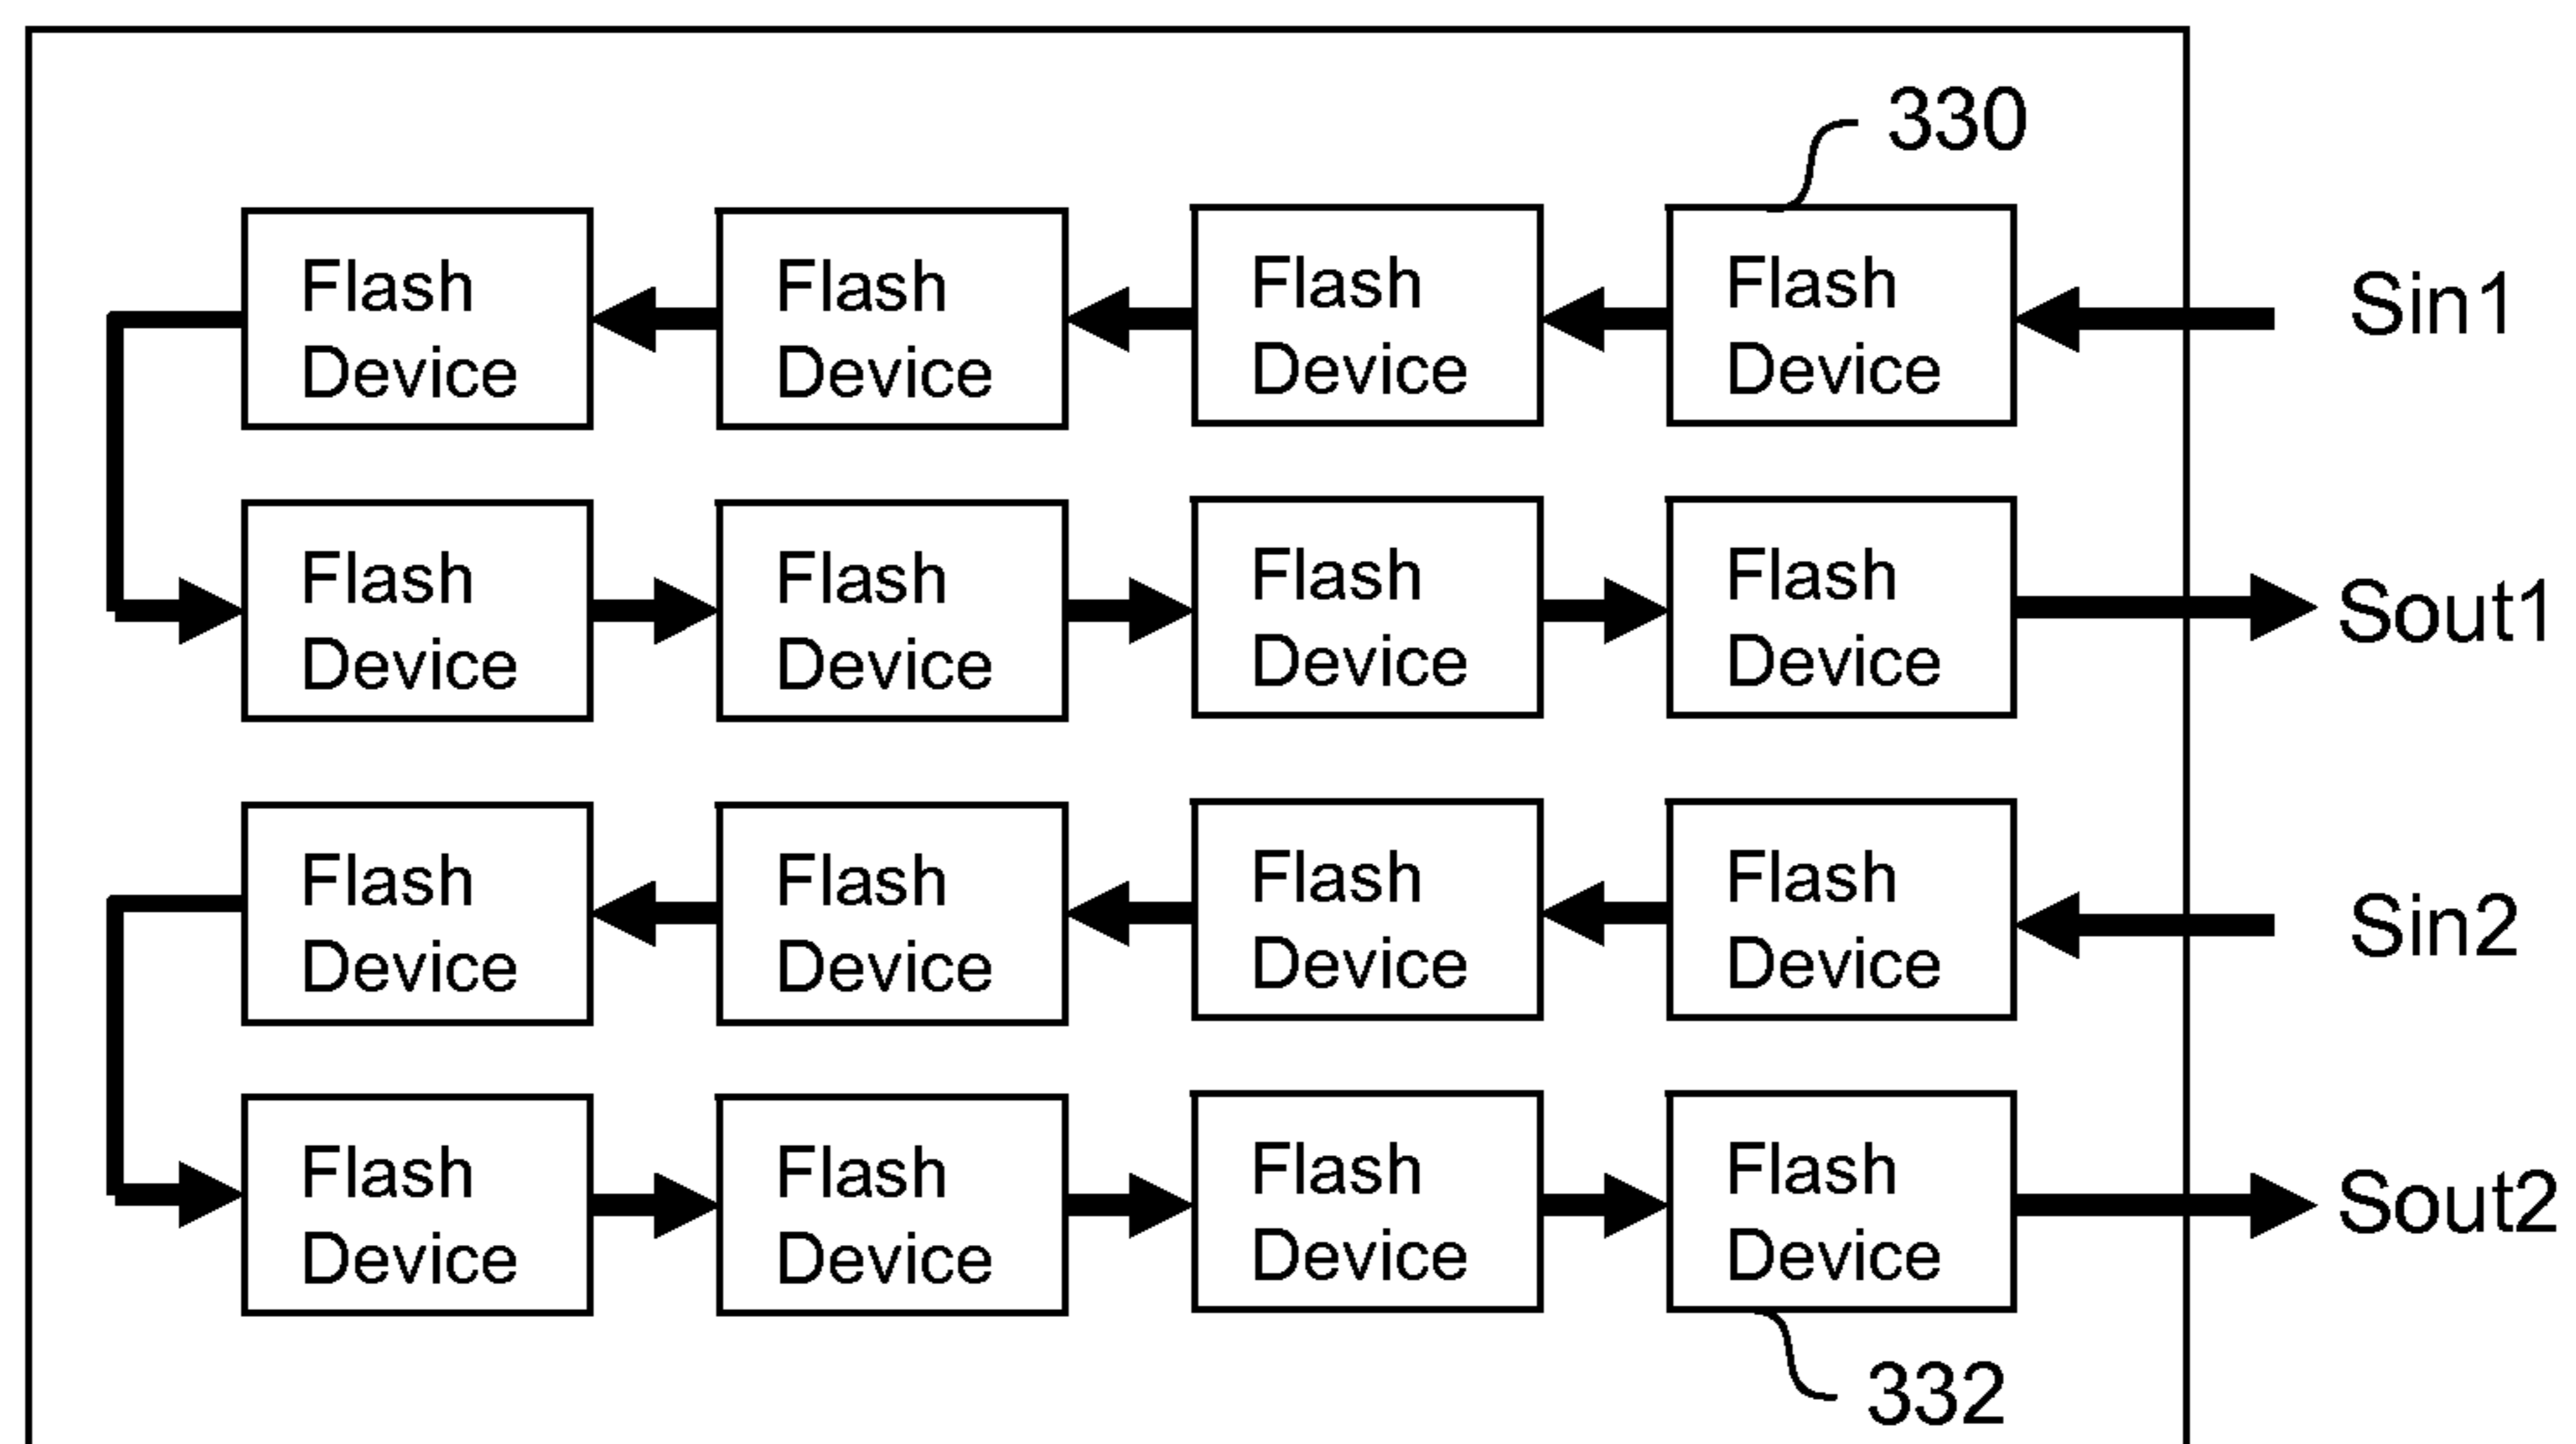 330
Flash Flash Flash Flash Sin1
Device Device Device Device
Flash Flash Flash Flash Sout1
Device Device Device Device
Flash Flash Flash Flash Sin2
Device Device Device Device
Flash Flash Flash Flash Sout2
Device Device Device Device
332